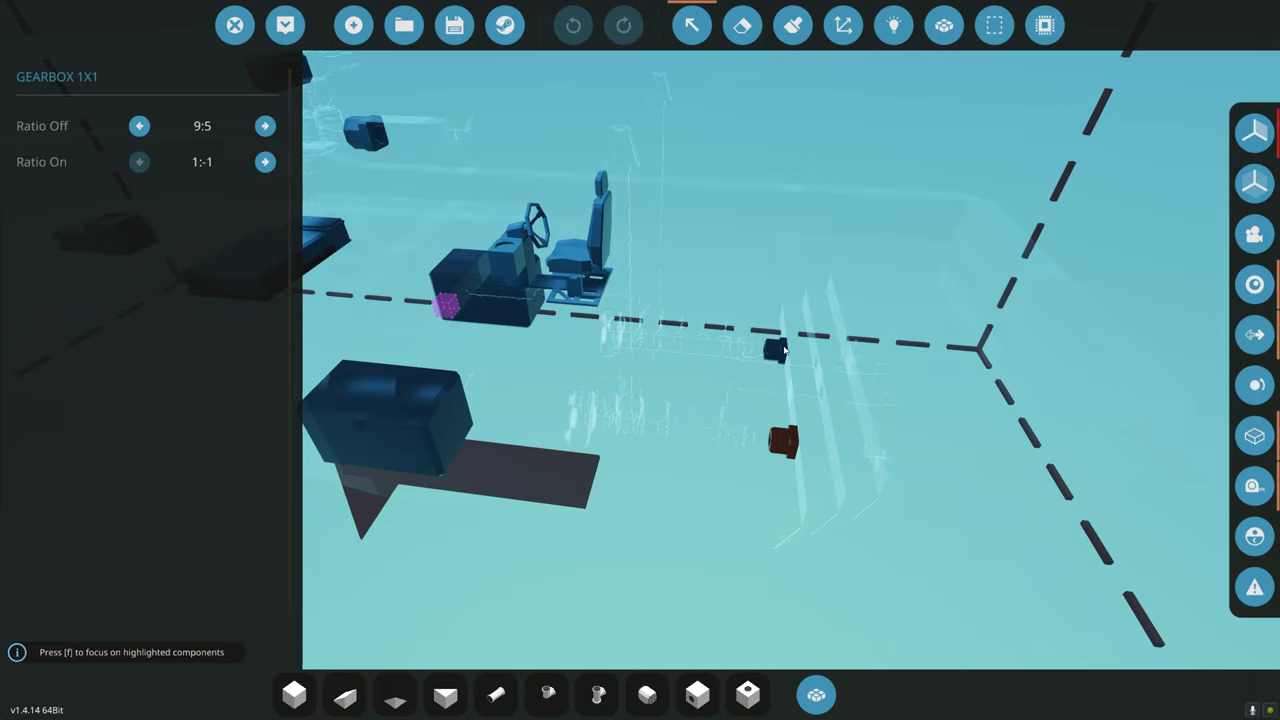 GEARBOX 1X1
Ratio Off 9:5
Ratio On 1:-1
Press [f] to focus on highlighted components
v1.4.14 64Bit